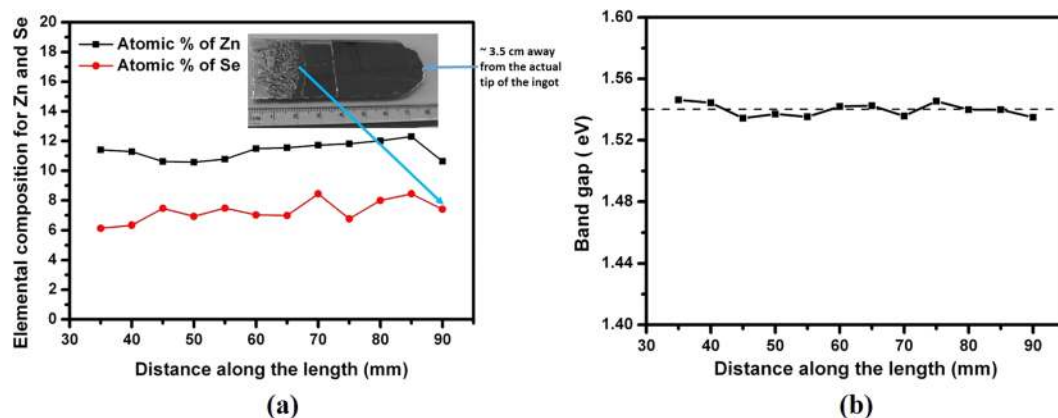 Elemental composition for Zn and Se
20
18
16
14
12
10
8
6
4
2
0
Atomic % of Zn
Atomic % of Se
~ 3.5 cm away
from the actual
tip of the ingot
30 40 50 60 70 80 90
Distance along the length (mm)
(a)
Band gap ( eV)
1.60
1.56
1.52
1.48
1.44
1.40
30 40 50 60 70 80 90
Distance along the length (mm)
(b)